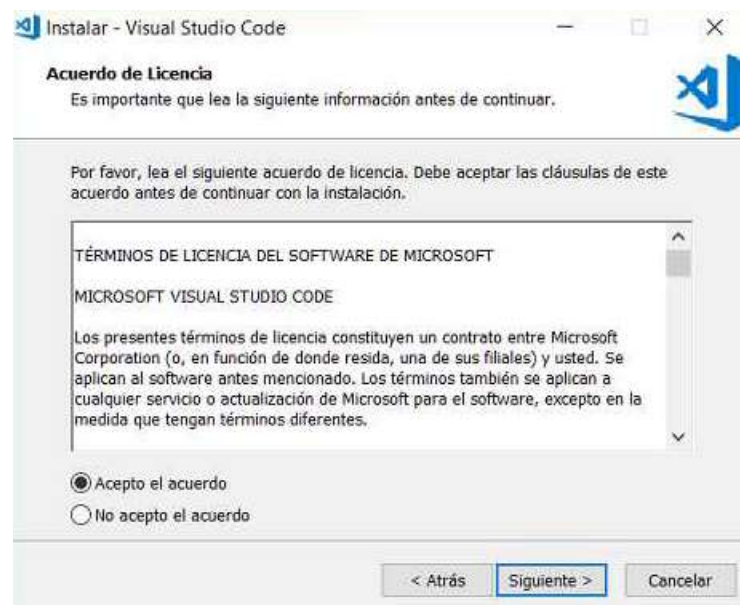 Instalar - Visual Studio Code
Acuerdo de Licencia
Es importante que lea la siguiente información antes de continuar.
Por favor, lea el siguiente acuerdo de licencia. Debe aceptar las cláusulas de este
acuerdo antes de continuar con la instalación.
TÉRMINOS DE LICENCIA DEL SOFTWARE DE MICROSOFT
MICROSOFT VISUAL STUDIO CODE
Los presentes términos de licencia constituyen un contrato entre Microsoft
Corporation (o, en función de donde resida, una de sus filiales) y usted. Se
aplican al software antes mencionado. Los términos también se aplican a
cualquier servicio o actualización de Microsoft para el software, excepto en la
medida que tengan términos diferentes.
Acepto el acuerdo
No acepto el acuerdo
< Atrás Siguiente > Cancelar